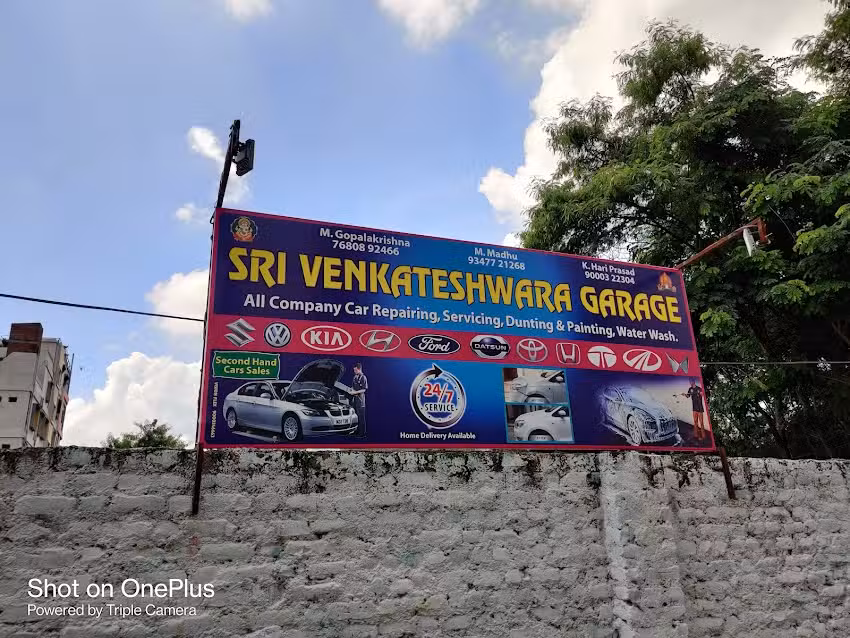 M. Gopalakrishna
76808 92466
M. Madhu
93477 21268
K. Hari Prasad
90003 22304
SRI VENKATESHWARA GARAGE
All Company Car Repairing, Servicing, Dunting & Painting, Water Wash.
KIA
Ford
DATSUN
Second Hand
Cars Sales
24/7
SERVICE
Home Delivery Available
Shot on OnePlus
Powered by Triple Camera